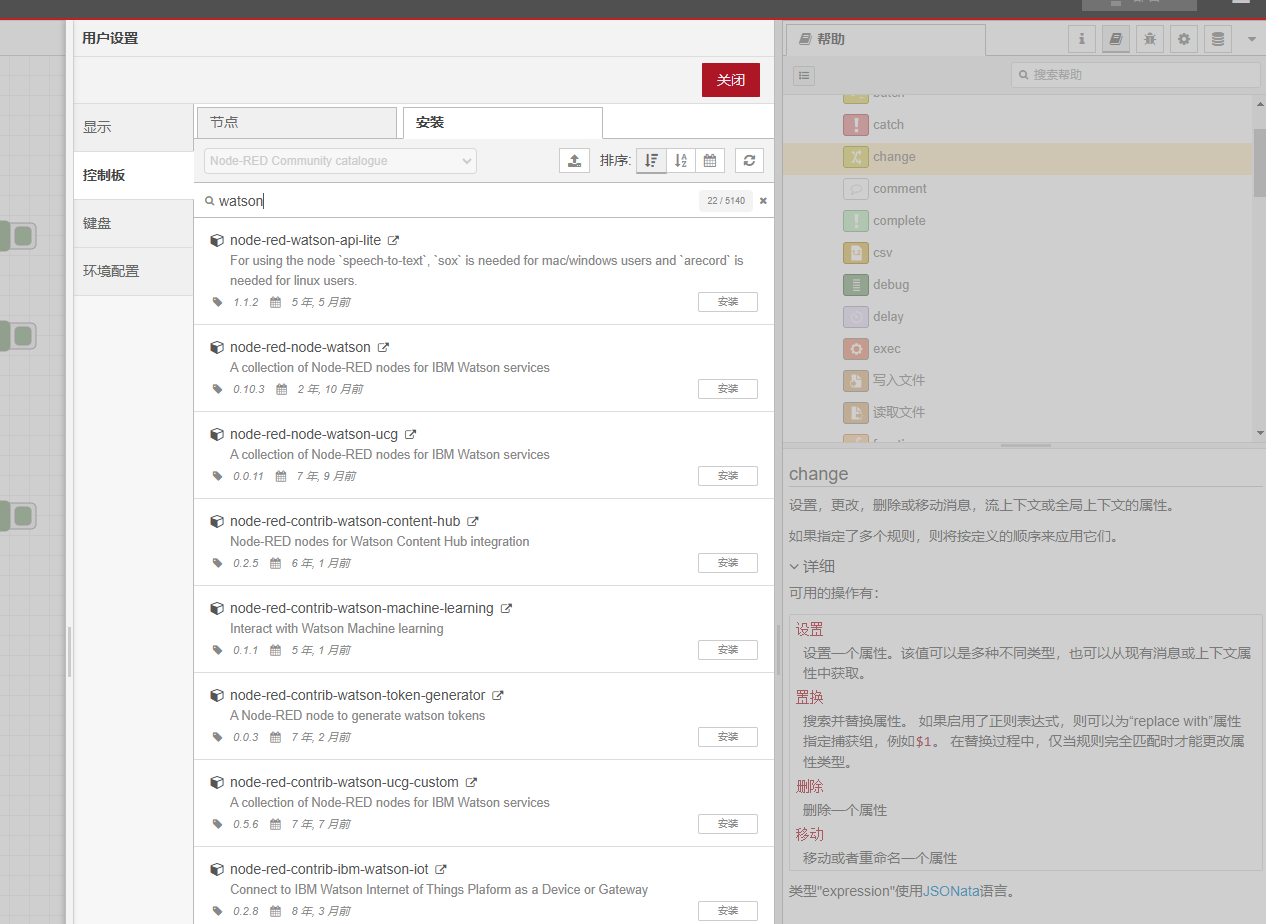 用户设置
关闭
显示
控制板
键盘
环境配置
节点
安装
Node-RED Community catalogue
排序:
watson
22 / 5140
node-red-watson-api-lite
For using the node `speech-to-text`, `sox` is needed for mac/windows users and `arecord` is
needed for linux users.
1.1.2 5 年, 5 月前
安装
node-red-node-watson
A collection of Node-RED nodes for IBM Watson services
0.10.3 2 年, 10 月前
安装
node-red-node-watson-ucg
A collection of Node-RED nodes for IBM Watson services
0.0.11 7 年, 9 月前
安装
node-red-contrib-watson-content-hub
Node-RED nodes for Watson Content Hub integration
0.2.5 6 年, 1 月前
安装
node-red-contrib-watson-machine-learning
Interact with Watson Machine learning
0.1.1 5 年, 1 月前
安装
node-red-contrib-watson-token-generator
A Node-RED node to generate watson tokens
0.0.3 7 年, 2 月前
安装
node-red-contrib-watson-ucg-custom
A collection of Node-RED nodes for IBM Watson services
0.5.6 7 年, 7 月前
安装
node-red-contrib-ibm-watson-iot
Connect to IBM Watson Internet of Things Plaform as a Device or Gateway
0.2.8 8 年, 3 月前
安装
帮助
搜索帮助
catch
change
comment
complete
csv
debug
delay
exec
写入文件
读取文件
change
设置，更改，删除或移动消息，流上下文或全局上下文的属性。
如果指定了多个规则，则将按定义的顺序来应用它们。
详细
可用的操作有：
设置
设置一个属性。该值可以是多种不同类型，也可以从现有消息或上下文属
性中获取。
置换
搜索并替换属性。 如果启用了正则表达式，则可以为“replace with”属性
指定捕获组，例如$1。 在替换过程中，仅当规则完全匹配时才能更改属
性类型。
删除
删除一个属性
移动
移动或者重命名一个属性
类型"expression"使用JSONata语言。